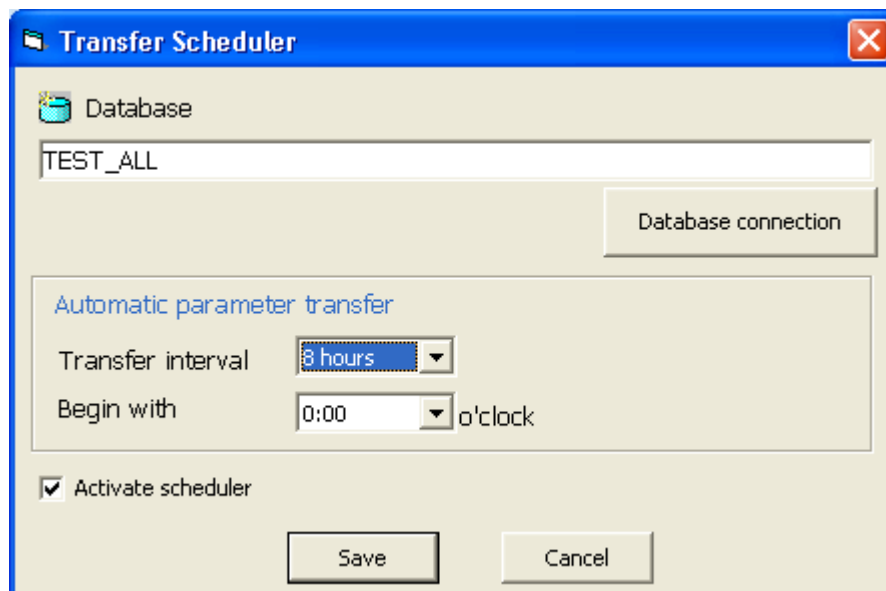 Transfer Scheduler
Database
TEST_ALL
Database connection
Automatic parameter transfer
Transfer interval 8 hours
Begin with 0:00 o'clock
Activate scheduler
Save Cancel